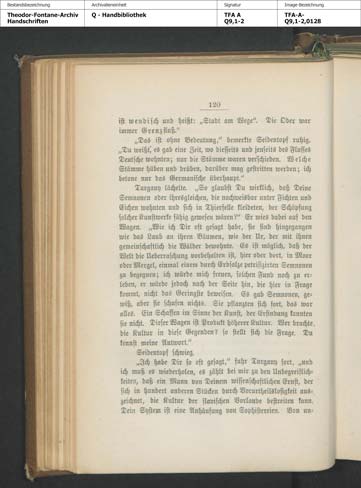 Bestandsbezeichnung
Archivalieneinheit
Signatur
Image-Bezeichnung
Theodor-Fontane-Archiv
Handschriften
Q - Handbibliothek
TFA A
Q9,1-2
TFA-A-
Q9,1-2,0128
120
ist wendisch und heißt: „Stadt am Wege“. Die Oder war
immer Grenzfluß.“
„Das ist ohne Bedeutung,“ bemerkte Seidentopf ruhig.
„Du weißt, es gab eine Zeit, wo diesseits und jenseits des Flusses
Deutsche wohnten; nur die Stämme waren verschieden. Welche
Stämme hüben und drüben, darüber mag gestritten werden; ich
betone nur das Germanische überhaupt.“
Turgany lächelte. „So glaubst Du wirklich, daß Deine
Semnonen oder ihresgleichen, die nachweisbar unter Fichten und
Eichen wohnten und sich in Thierfelle kleideten, der Schöpfung
solcher Kunstwerke fähig gewesen wären?“ Er wies dabei auf den
Wagen. „Wie ich Dir oft gesagt habe, sie sind hingegangen
wie das Laub an ihren Bäumen, wie der Ur, der mit ihnen
gemeinschaftlich die Wälder bewohnte. Es ist möglich, daß der
Welt die Ueberraschung vorbehalten ist, hier oder dort, in Moor
oder Mergel, einmal einem durch Erdsalze petrifizirten Semnonen
zu begegnen; ich würde mich freuen, solchen Fund noch zu er-
leben, er würde jedoch nach der Seite hin, die hier in Frage
kommt, nicht das Geringste beweisen. Es gab Semnonen, ge-
wiß, aber sie schufen nichts. Sie pflanzten sich fort, das war
alles. Ein Schaffen im Sinne der Kunst, der Erfindung kannten
sie nicht. Dieser Wagen ist Produkt höherer Kultur. Wer brachte
die Kultur in diese Gegenden? so stellt sich die Frage. Du
kennst meine Antwort.“
Seidentopf schwieg.
„Ich habe Dir so oft gesagt,“ fuhr Turgany fort, „und
ich muß es wiederholen, es zählt bei mir zu den Unbegreiflich-
keiten, daß ein Mann von Deinem wissenschaftlichen Ernst, der
sich in hundert anderen Stücken durch Vorurtheilslosigkeit aus-
zeichnet, die Kultur der slavischen Vorlande bestreiten kann.
Dein System ist eine Anhäufung von Sophistereien. Von un-